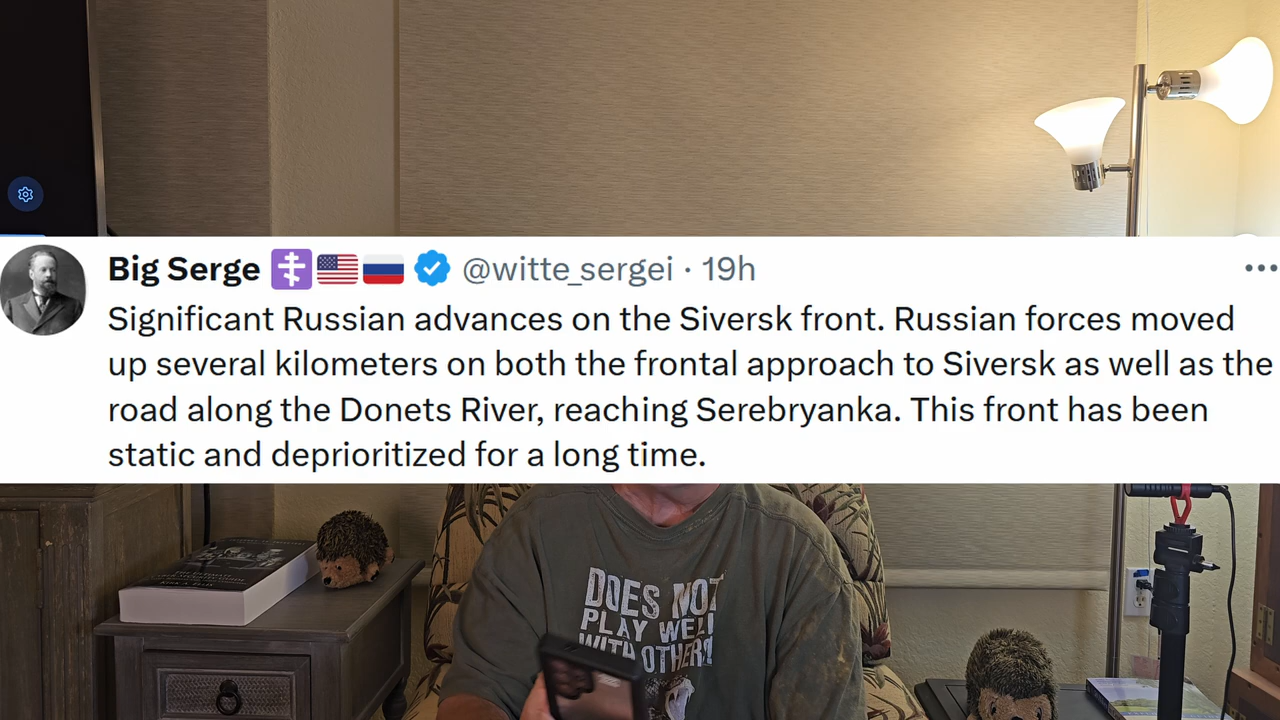 Big Serge @witte_sergei · 19h
Significant Russian advances on the Siversk front. Russian forces moved
up several kilometers on both the frontal approach to Siversk as well as the
road along the Donets River, reaching Serebryanka. This front has been
static and deprioritized for a long time.
DOES NOT
PLAY WELL
WITH OTHERS